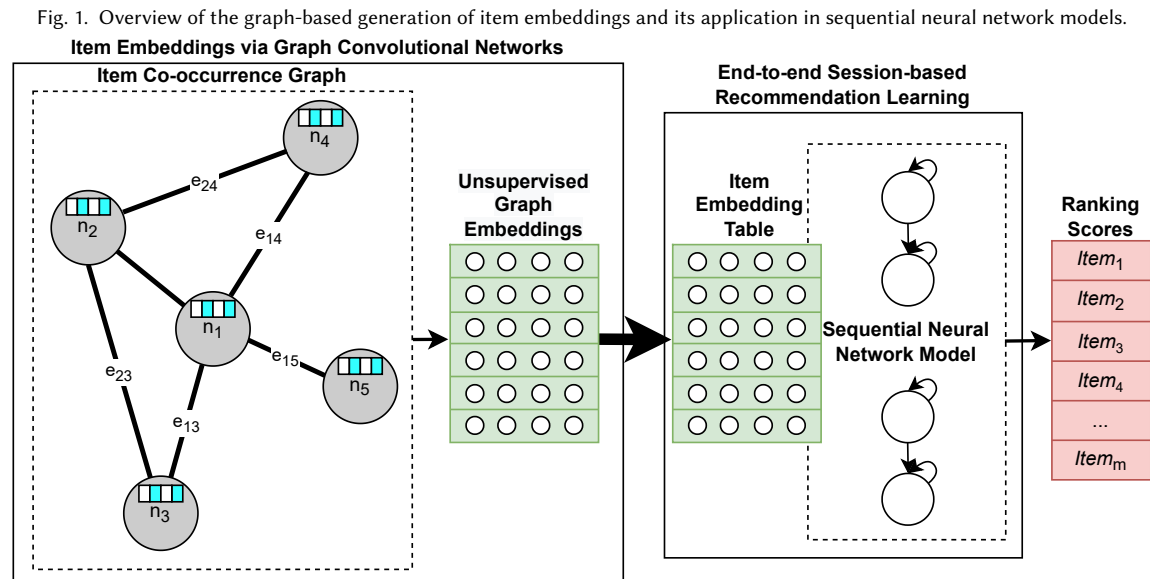 Fig. 1. Overview of the graph-based generation of item embeddings and its application in sequential neural network models.
Item Embeddings via Graph Convolutional Networks
Item Co-occurrence Graph
n4
e24
n2
e14
n1
e15
n5
e23
e13
n3
Unsupervised
Graph
Embeddings
End-to-end Session-based
Recommendation Learning
Item
Embedding
Table
Sequential Neural
Network Model
Ranking
Scores
Item1
Item2
Item3
Item4
...
Itemm